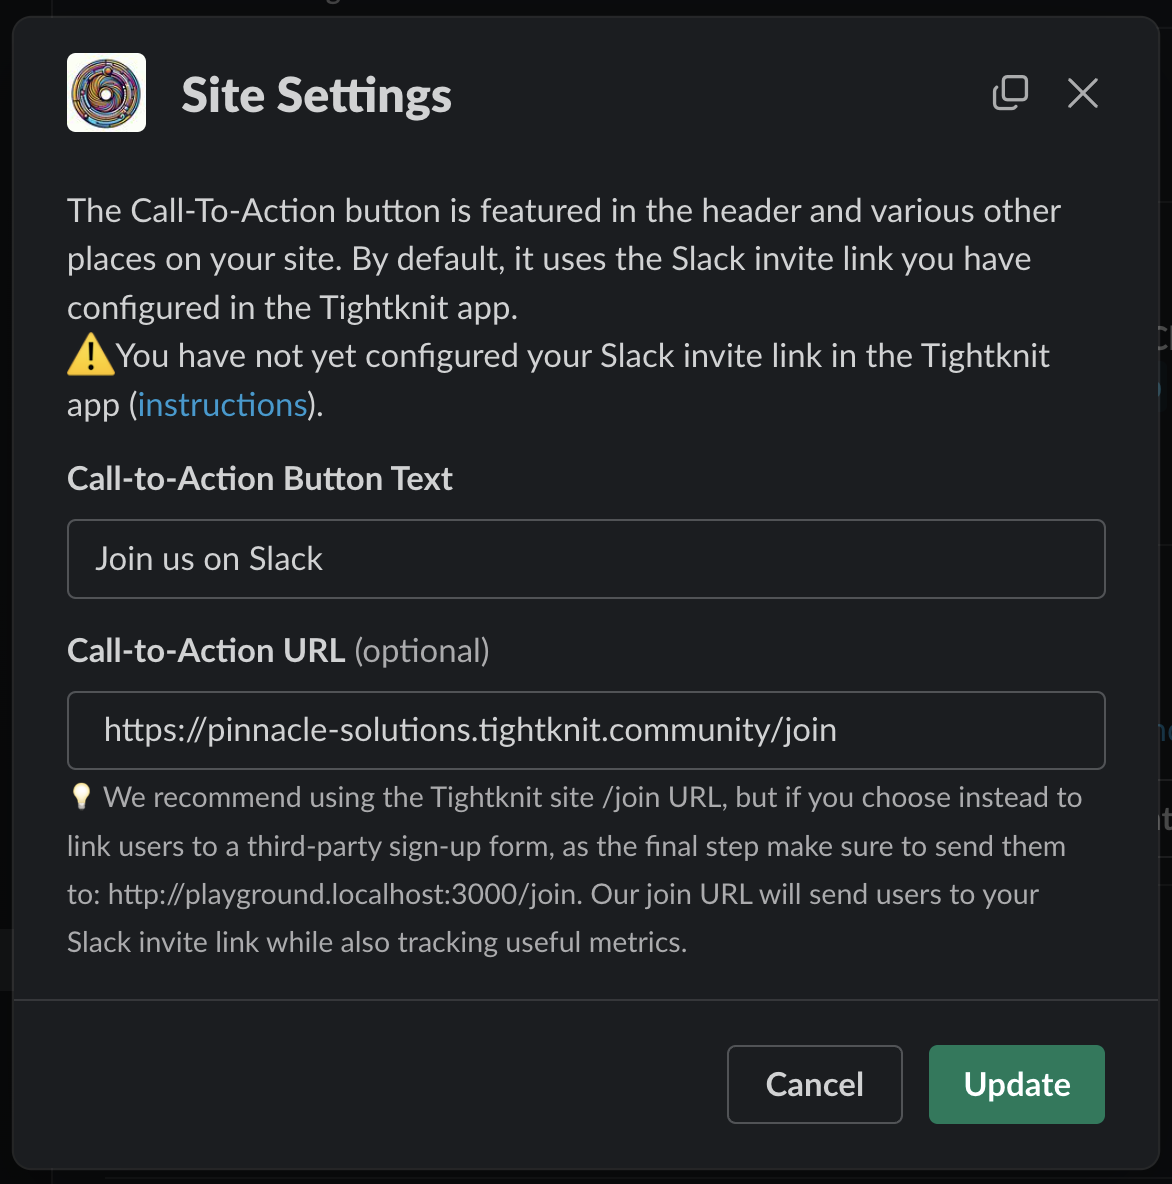 Site Settings
The Call-To-Action button is featured in the header and various other
places on your site. By default, it uses the Slack invite link you have
configured in the Tightknit app.
⚠️You have not yet configured your Slack invite link in the Tightknit
app (instructions).
Call-to-Action Button Text
Join us on Slack
Call-to-Action URL (optional)
https://pinnacle-solutions.tightknit.community/join
💡 We recommend using the Tightknit site /join URL, but if you choose instead to
link users to a third-party sign-up form, as the final step make sure to send them
to: http://playground.localhost:3000/join. Our join URL will send users to your
Slack invite link while also tracking useful metrics.
Cancel
Update